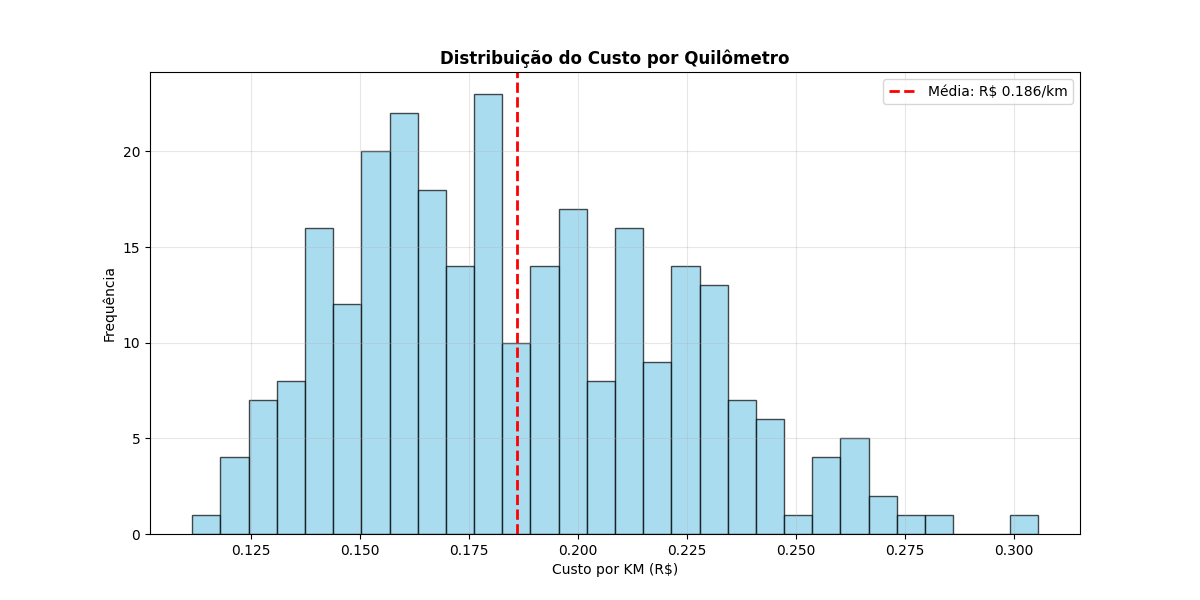 Distribuição do Custo por Quilômetro
Média: R$ 0.186/km
Frequência
20
15
10
5
0
0.125 0.150 0.175 0.200 0.225 0.250 0.275 0.300
Custo por KM (R$)